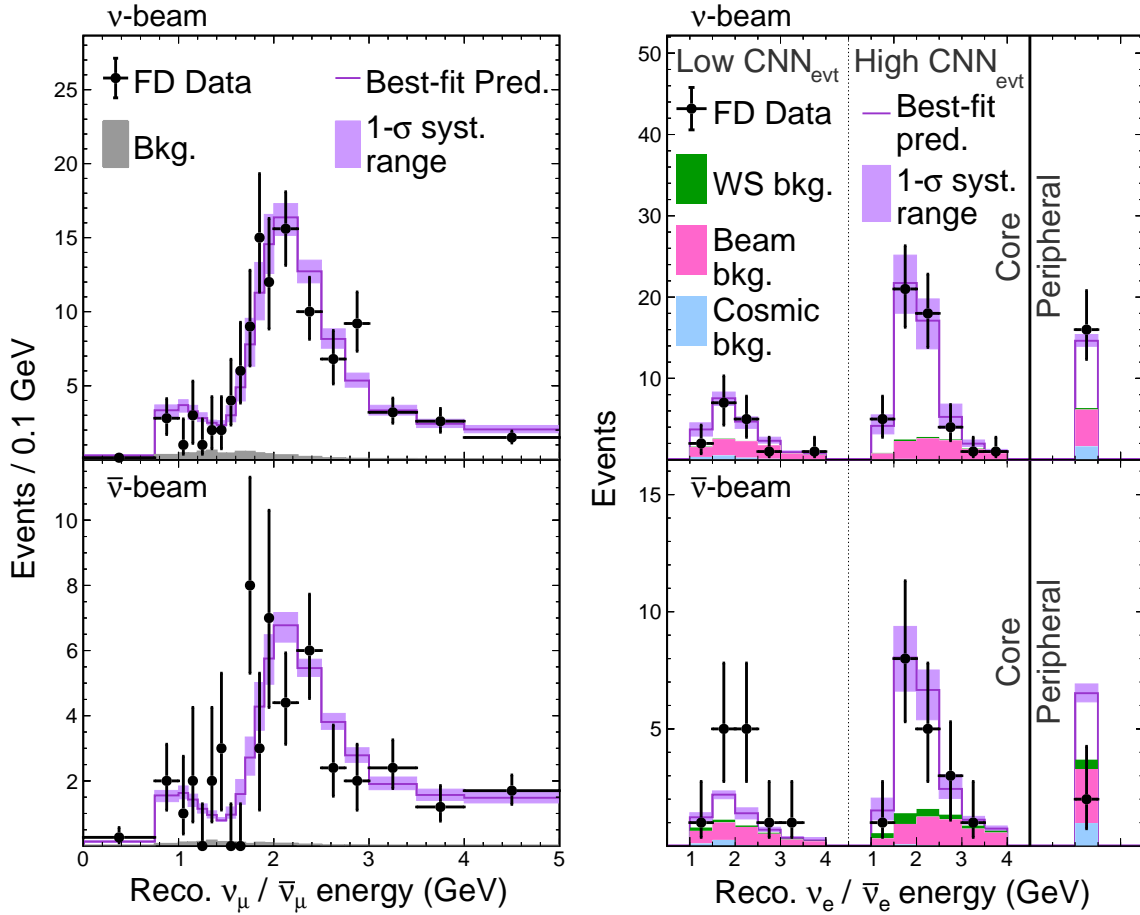 ν-beam
FD Data
Best-fit Pred.
Bkg.
1-σ syst.
range
25
20
15
10
5
Events / 0.1 GeV
ν̅-beam
10
8
6
4
2
0 1 2 3 4 5
Reco. ν_μ / ν̅_μ energy (GeV)
ν-beam
Low CNN_evt
High CNN_evt
FD Data
Best-fit
pred.
WS bkg.
1-σ syst.
range
Beam
bkg.
Cosmic
bkg.
Core
Peripheral
50
40
30
20
10
Events
ν̅-beam
Core
Peripheral
15
10
5
1 2 3 4 1 2 3 4
Reco. ν_e / ν̅_e energy (GeV)